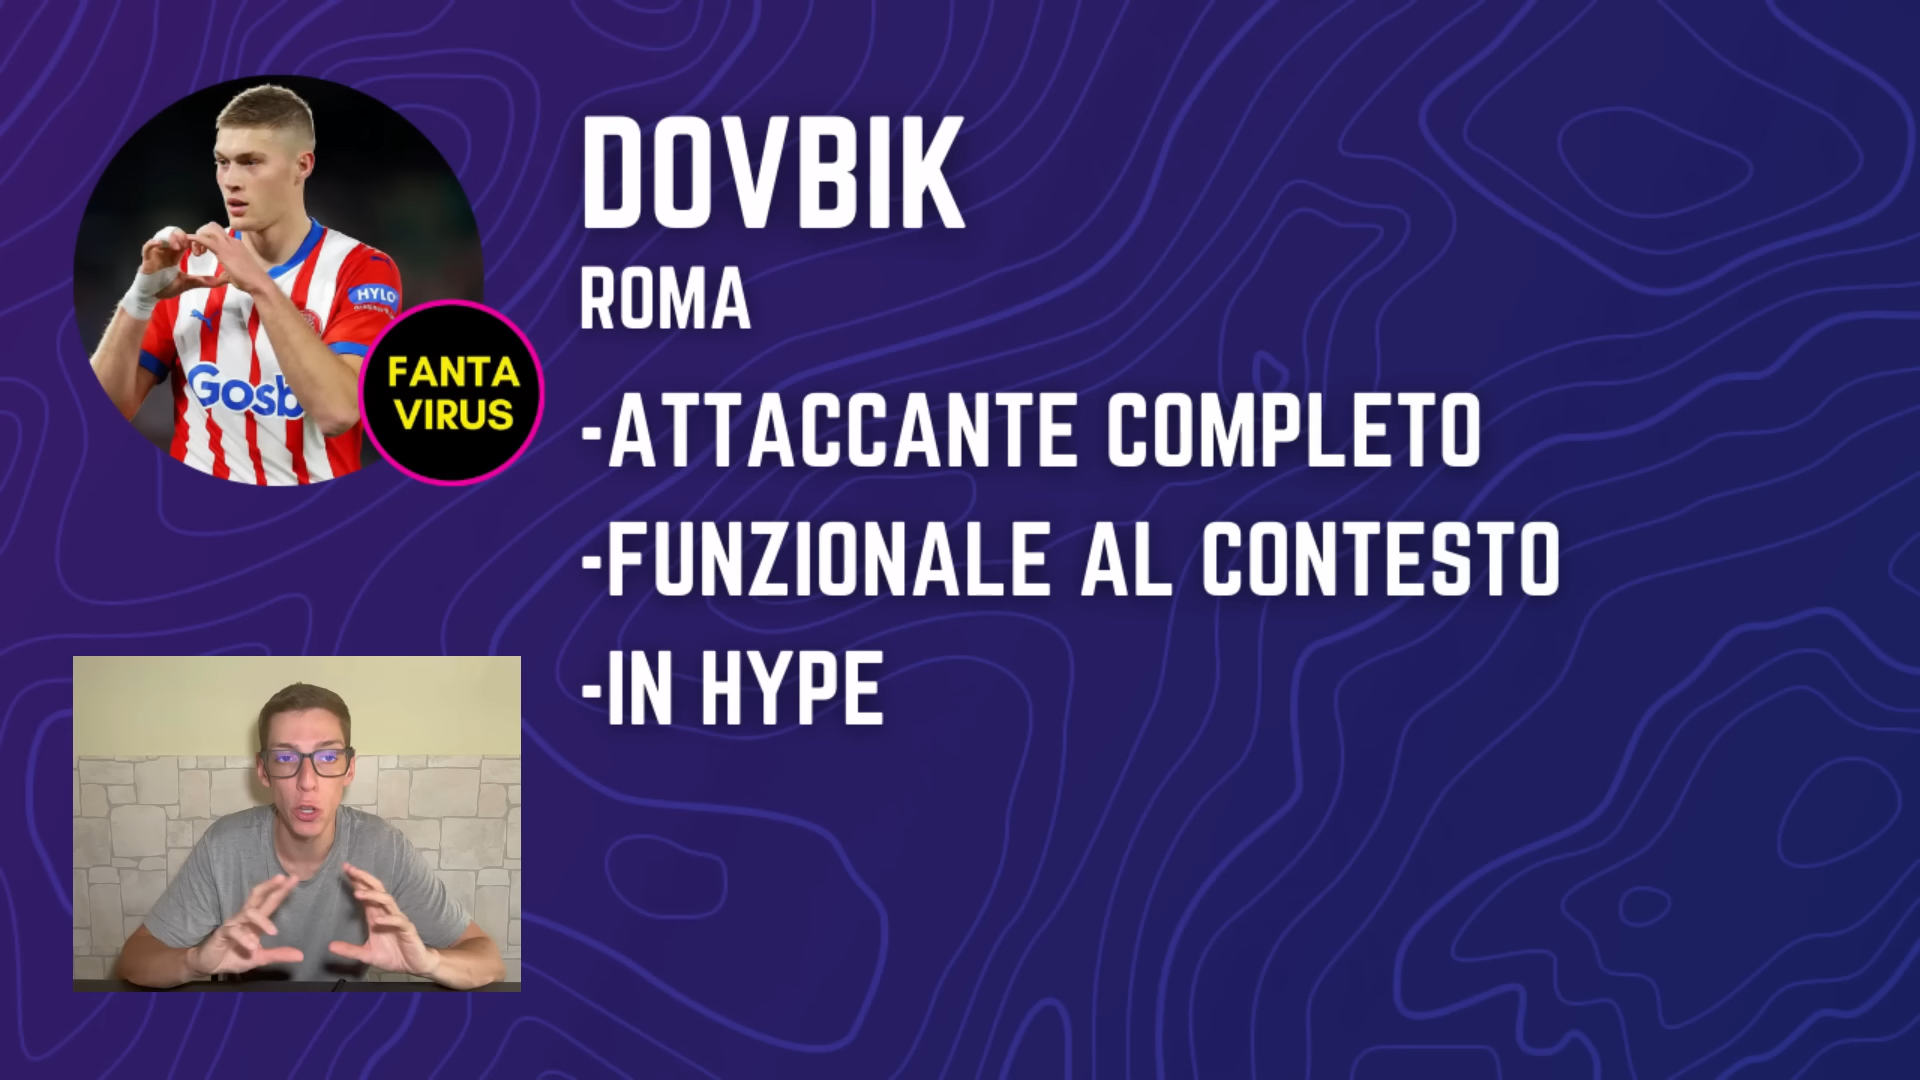 DOVBIK
ROMA
HYLO
Gosb
FANTA
VIRUS
-ATTACCANTE COMPLETO
-FUNZIONALE AL CONTESTO
-IN HYPE